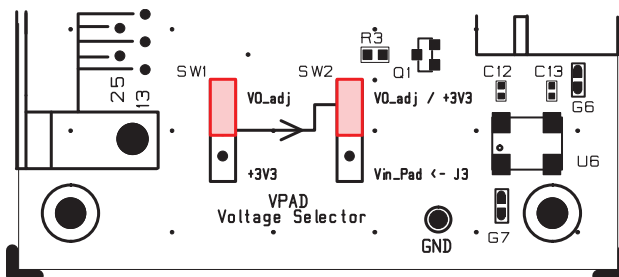 25
13
SW1
VO_adj
+3V3
SW2
VO_adj / +3V3
Vin_Pad <- J3
VPAD
Voltage Selector
R3
Q1
GND
C12
C13
G6
U6
G7